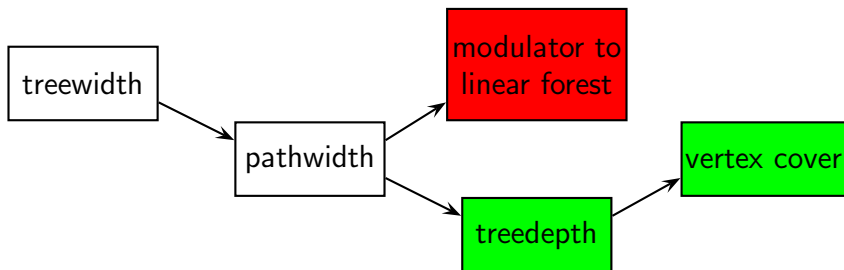 treewidth
pathwidth
modulator to
linear forest
treedepth
vertex cover